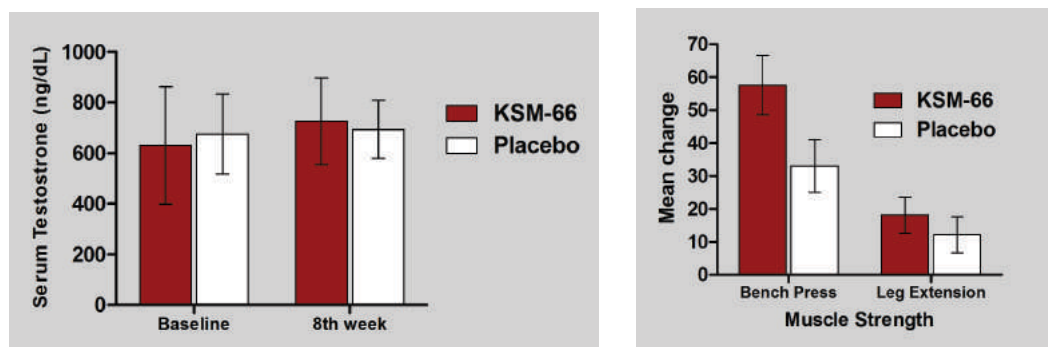 Serum Testostrone (ng/dL)
1000
800
600
400
200
0
Baseline
8th week
KSM-66
Placebo
Mean change
70
60
50
40
30
20
10
0
Bench Press
Leg Extension
Muscle Strength
KSM-66
Placebo